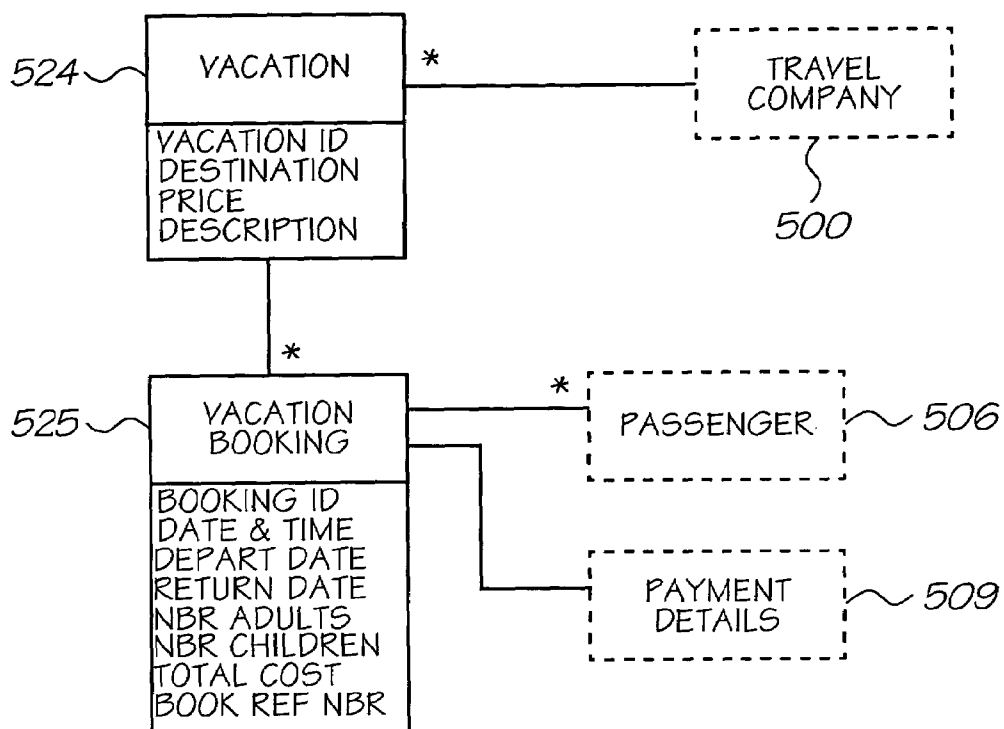 524
VACATION
*
TRAVEL
COMPANY
500
VACATION ID
DESTINATION
PRICE
DESCRIPTION
*
525
VACATION
BOOKING
*
PASSENGER
506
BOOKING ID
DATE & TIME
DEPART DATE
RETURN DATE
NBR ADULTS
NBR CHILDREN
TOTAL COST
BOOK REF NBR
PAYMENT
DETAILS
509